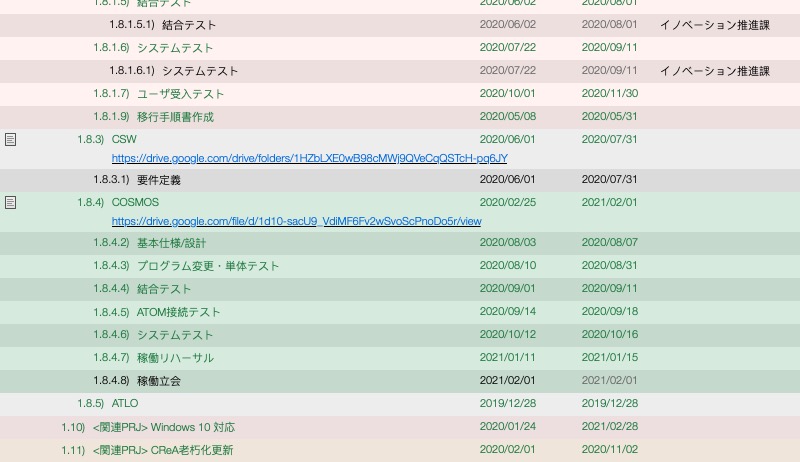 1.8.1.5) 結合テスト 2020/06/02 2020/08/01
1.8.1.5.1) 結合テスト 2020/06/02 2020/08/01 イノベーション推進課
1.8.1.6) システムテスト 2020/07/22 2020/09/11
1.8.1.6.1) システムテスト 2020/07/22 2020/09/11 イノベーション推進課
1.8.1.7) ユーザ受入テスト 2020/10/01 2020/11/30
1.8.1.9) 移行手順書作成 2020/05/08 2020/05/31
1.8.3) CSW 2020/06/01 2020/07/31
https://drive.google.com/drive/folders/1HZbLXE0wB98cMWj9QVeCqQSTcH-pq6JY
1.8.3.1) 要件定義 2020/06/01 2020/07/31
1.8.4) COSMOS 2020/02/25 2021/02/01
https://drive.google.com/file/d/1d10-sacU9_VdiMF6Fv2wSvoScPnoDo5r/view
1.8.4.2) 基本仕様/設計 2020/08/03 2020/08/07
1.8.4.3) プログラム変更・単体テスト 2020/08/10 2020/08/31
1.8.4.4) 結合テスト 2020/09/01 2020/09/11
1.8.4.5) ATOM接続テスト 2020/09/14 2020/09/18
1.8.4.6) システムテスト 2020/10/12 2020/10/16
1.8.4.7) 稼働リハーサル 2021/01/11 2021/01/15
1.8.4.8) 稼働立会 2021/02/01 2021/02/01
1.8.5) ATLO 2019/12/28 2019/12/28
1.10) <関連PRJ> Windows 10 対応 2020/01/24 2021/02/28
1.11) <関連PRJ> CReA老朽化更新 2020/02/01 2020/11/02